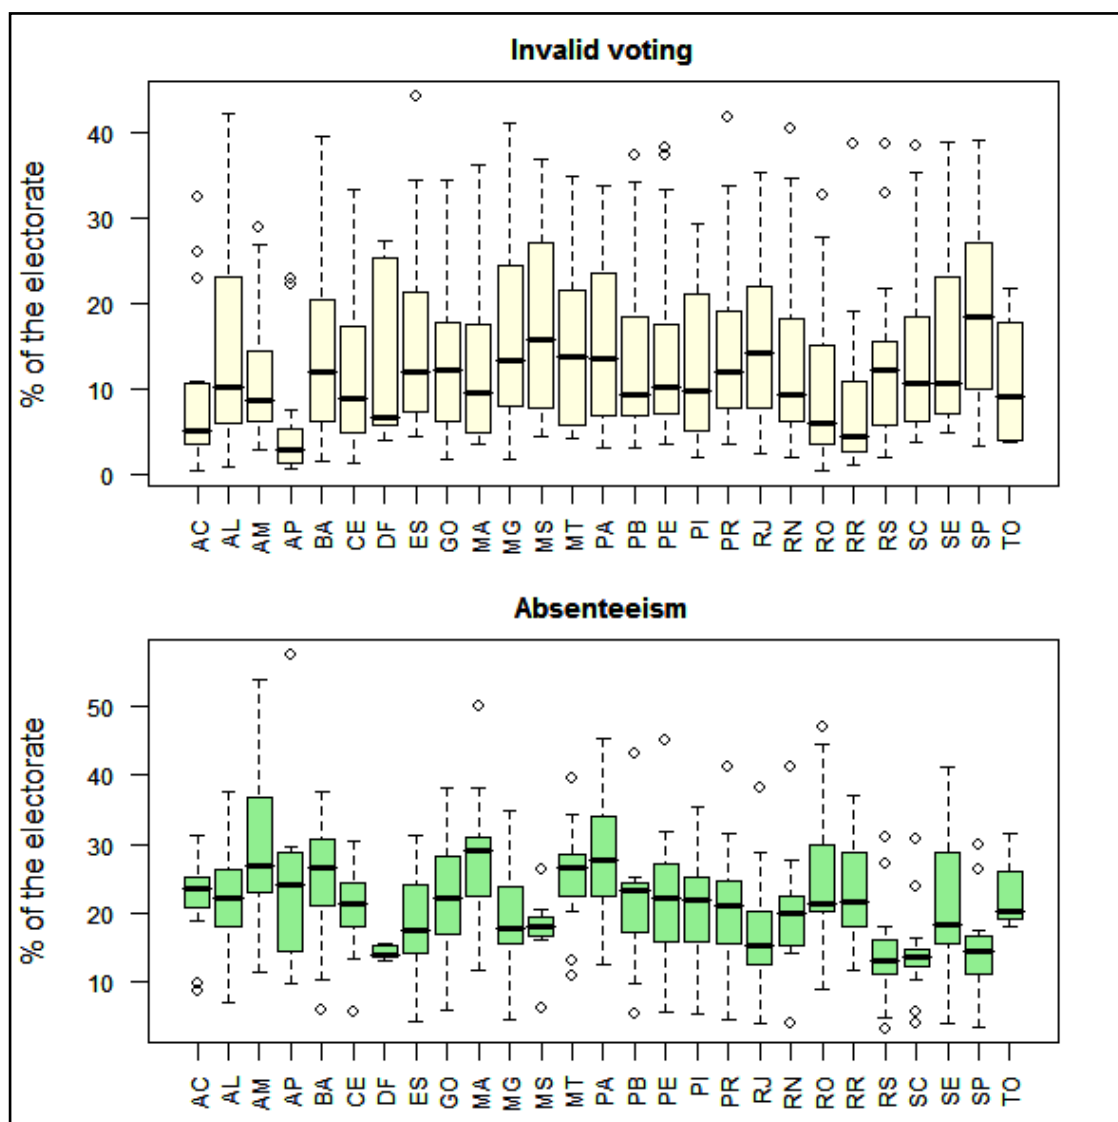 Invalid voting
% of the electorate
40
30
20
10
0
AC AL AM AP BA CE DF ES GO MA MG MS MT PA PB PE PI PR RJ RN RO RR RS SC SE SP TO
Absenteeism
% of the electorate
50
40
30
20
10
AC AL AM AP BA CE DF ES GO MA MG MS MT PA PB PE PI PR RJ RN RO RR RS SC SE SP TO